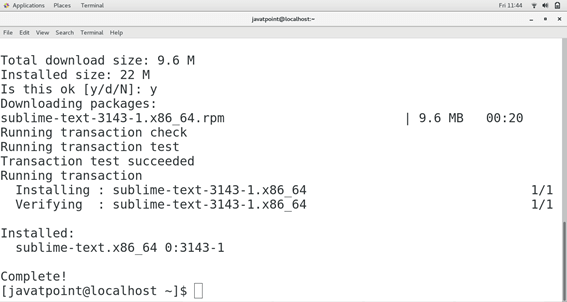 Applications Places Terminal Fri 11:44
javatpoint@localhost:~
File Edit View Search Terminal Help
Total download size: 9.6 M
Installed size: 22 M
Is this ok [y/d/N]: y
Downloading packages:
sublime-text-3143-1.x86_64.rpm | 9.6 MB 00:20
Running transaction check
Running transaction test
Transaction test succeeded
Running transaction
Installing : sublime-text-3143-1.x86_64 1/1
Verifying : sublime-text-3143-1.x86_64 1/1
Installed:
sublime-text.x86_64 0:3143-1
Complete!
[javatpoint@localhost ~]$